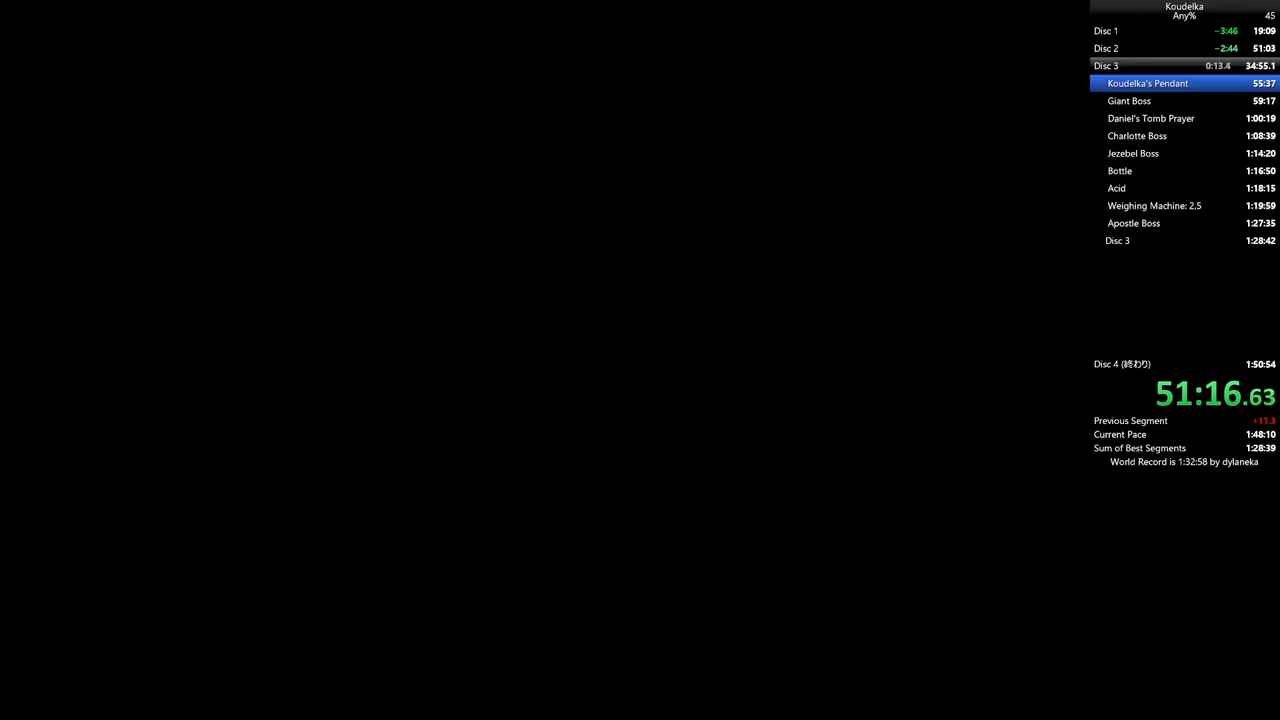 Koudelka
Any% 45
Disc 1 −3:46 19:09
Disc 2 −2:44 51:03
Disc 3 0:13.4 34:55.1
Koudelka's Pendant 55:37
Giant Boss 59:17
Daniel's Tomb Prayer 1:00:19
Charlotte Boss 1:08:39
Jezebel Boss 1:14:20
Bottle 1:16:50
Acid 1:18:15
Weighing Machine: 2.5 1:19:59
Apostle Boss 1:27:35
Disc 3 1:28:42
Disc 4 (終わり) 1:50:54
51:16.63
Previous Segment +11.3
Current Pace 1:48:10
Sum of Best Segments 1:28:39
World Record is 1:32:58 by dylaneka